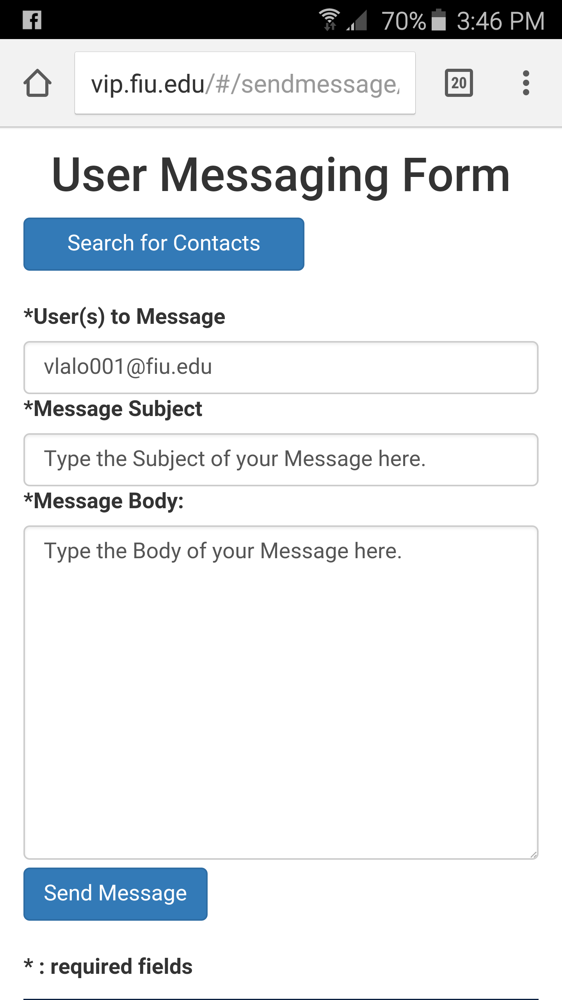 70% 3:46 PM
vip.fiu.edu/#/sendmessage/
20
User Messaging Form
Search for Contacts
*User(s) to Message
vlalo001@fiu.edu
*Message Subject
Type the Subject of your Message here.
*Message Body:
Type the Body of your Message here.
Send Message
* : required fields